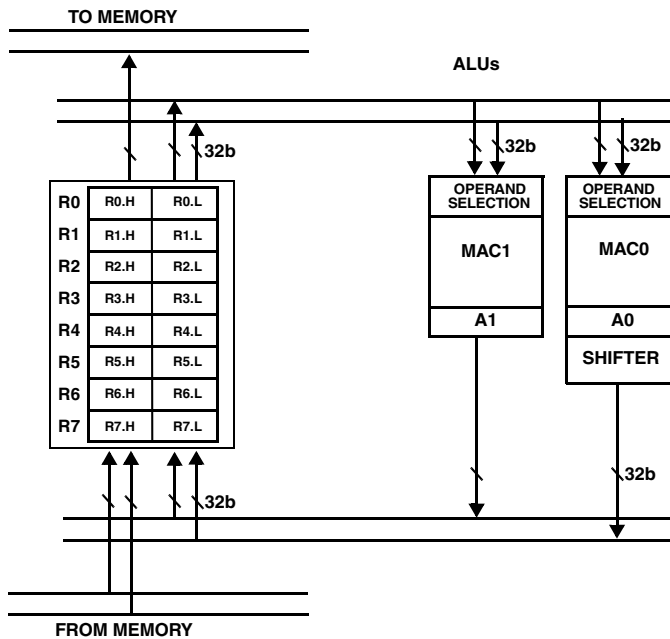 TO MEMORY
ALUs
32b 32b 32b
R0 R0.H R0.L
R1 R1.H R1.L
R2 R2.H R2.L
R3 R3.H R3.L
R4 R4.H R4.L
R5 R5.H R5.L
R6 R6.H R6.L
R7 R7.H R7.L
OPERAND
SELECTION
MAC1
A1
OPERAND
SELECTION
MAC0
A0
SHIFTER
32b 32b
FROM MEMORY